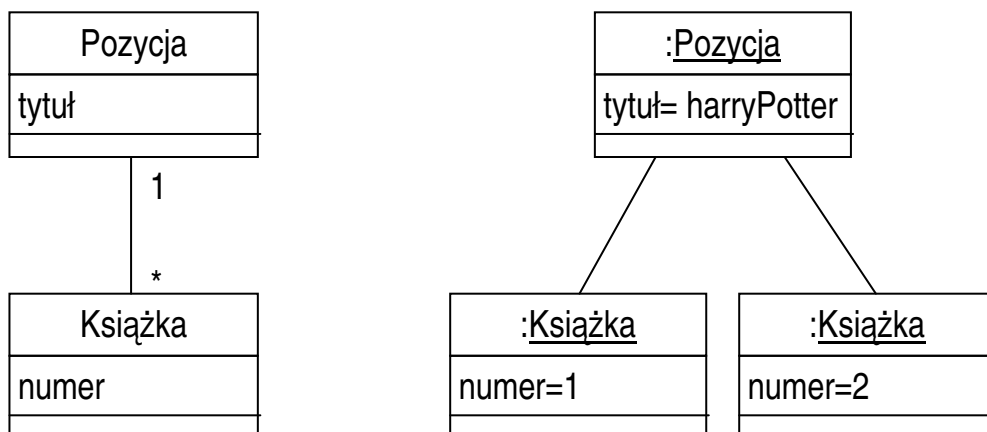 Pozycja
tytuł
1
*
Książka
numer
:Pozycja
tytuł= harryPotter
:Książka
numer=1
:Książka
numer=2